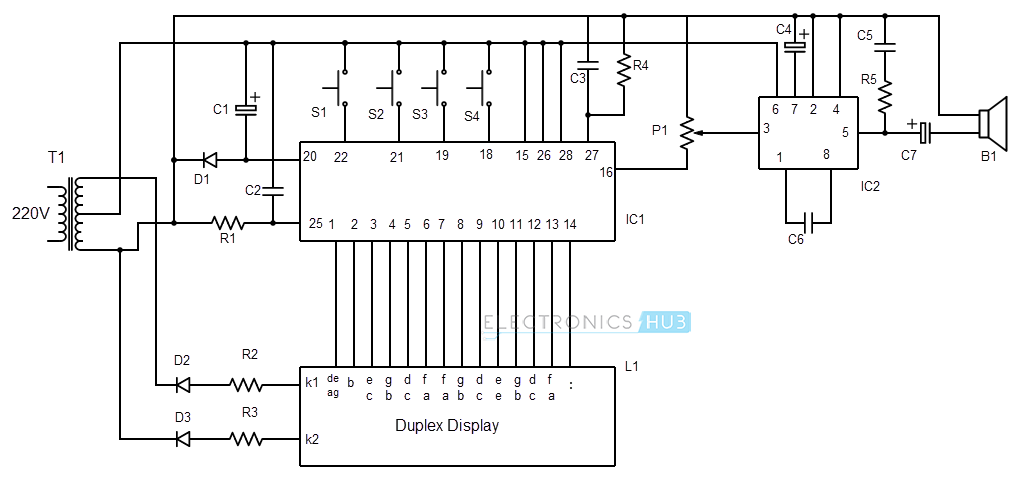 C4
+
C5
C3
R4
R5
S1
S2
S3
S4
C1
+
P1
6
7
2
4
3
5
1
8
+
C7
B1
IC2
C6
T1
220V
D1
C2
R1
20
22
21
19
18
15
26
28
27
16
25
1
2
3
4
5
6
7
8
9
10
11
12
13
14
IC1
ELECTRONICS HUB
D2
R2
D3
R3
L1
k1
k2
de
ag
b
e
c
g
b
d
c
f
a
f
a
g
b
d
c
e
e
g
b
d
c
f
a
:
Duplex Display